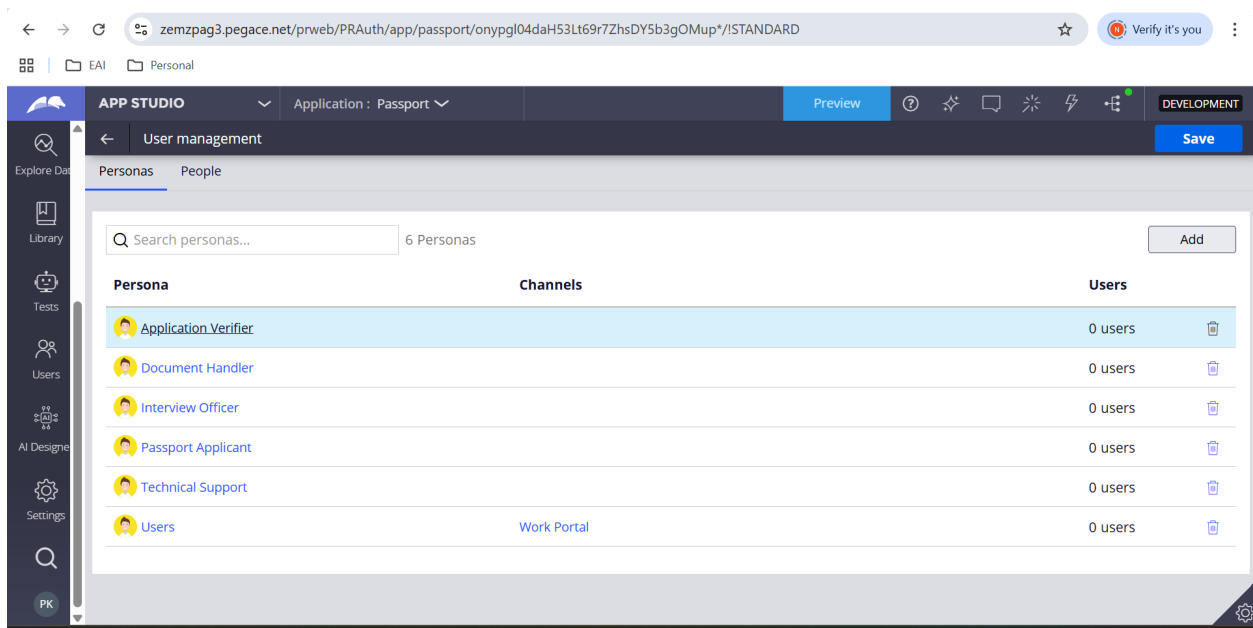 zemzpag3.pegace.net/prweb/PRAuth/app/passport/onypgl04daH53Lt69r7ZhsDY5b3gOMup*/!STANDARD
N
Verify it's you
EAI
Personal
APP STUDIO
Application : Passport
Preview
DEVELOPMENT
User management
Save
Explore Dat
Library
Tests
Users
AI
AI Designe
Settings
PK
Personas
People
Search personas...
6 Personas
Add
Persona
Channels
Users
Application Verifier
0 users
Document Handler
0 users
Interview Officer
0 users
Passport Applicant
0 users
Technical Support
0 users
Users
Work Portal
0 users